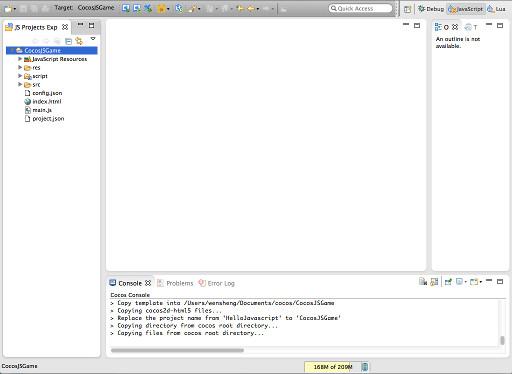 Target: CocosJSGame
Quick Access
Debug
JavaScript
Lua
JS Projects Exp
CocosJSGame
JavaScript Resources
res
script
src
config.json
index.html
main.js
project.json
O
T
An outline is not
available.
Console
Problems
Error Log
Cocos Console
> Copy template into /Users/wensheng/Documents/cocos/CocosJSGame
> Copying cocos2d-html5 files...
> Replace the project name from 'HelloJavascript' to 'CocosJSGame'
> Copying directory from cocos root directory...
> Copying files from cocos root directory...
CocosJSGame
168M of 209M